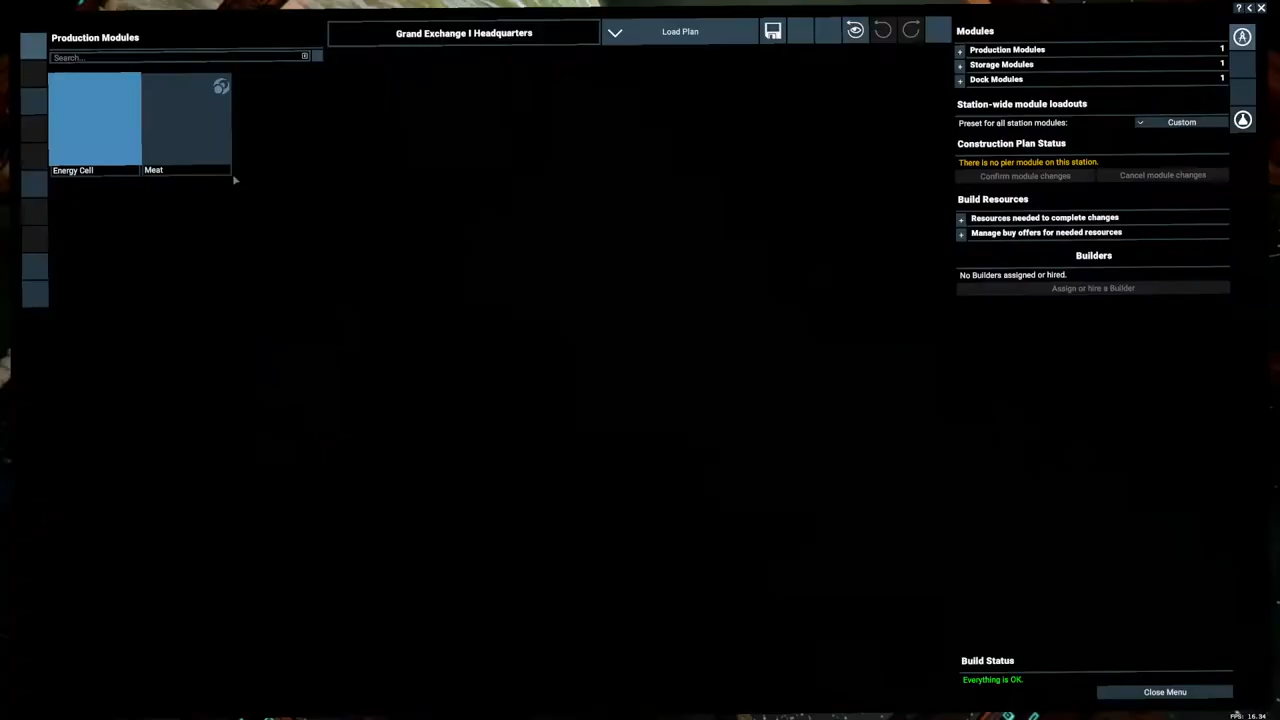 Production Modules
Search...
Energy Cell
Meat
Grand Exchange I Headquarters
Load Plan
Modules
Production Modules 1
Storage Modules 1
Dock Modules 1
Station-wide module loadouts
Preset for all station modules: Custom
Construction Plan Status
There is no pier module on this station.
Confirm module changes Cancel module changes
Build Resources
Resources needed to complete changes
Manage buy offers for needed resources
Builders
No Builders assigned or hired.
Assign or hire a Builder
Build Status
Everything is OK.
Close Menu
FPS: 16.34